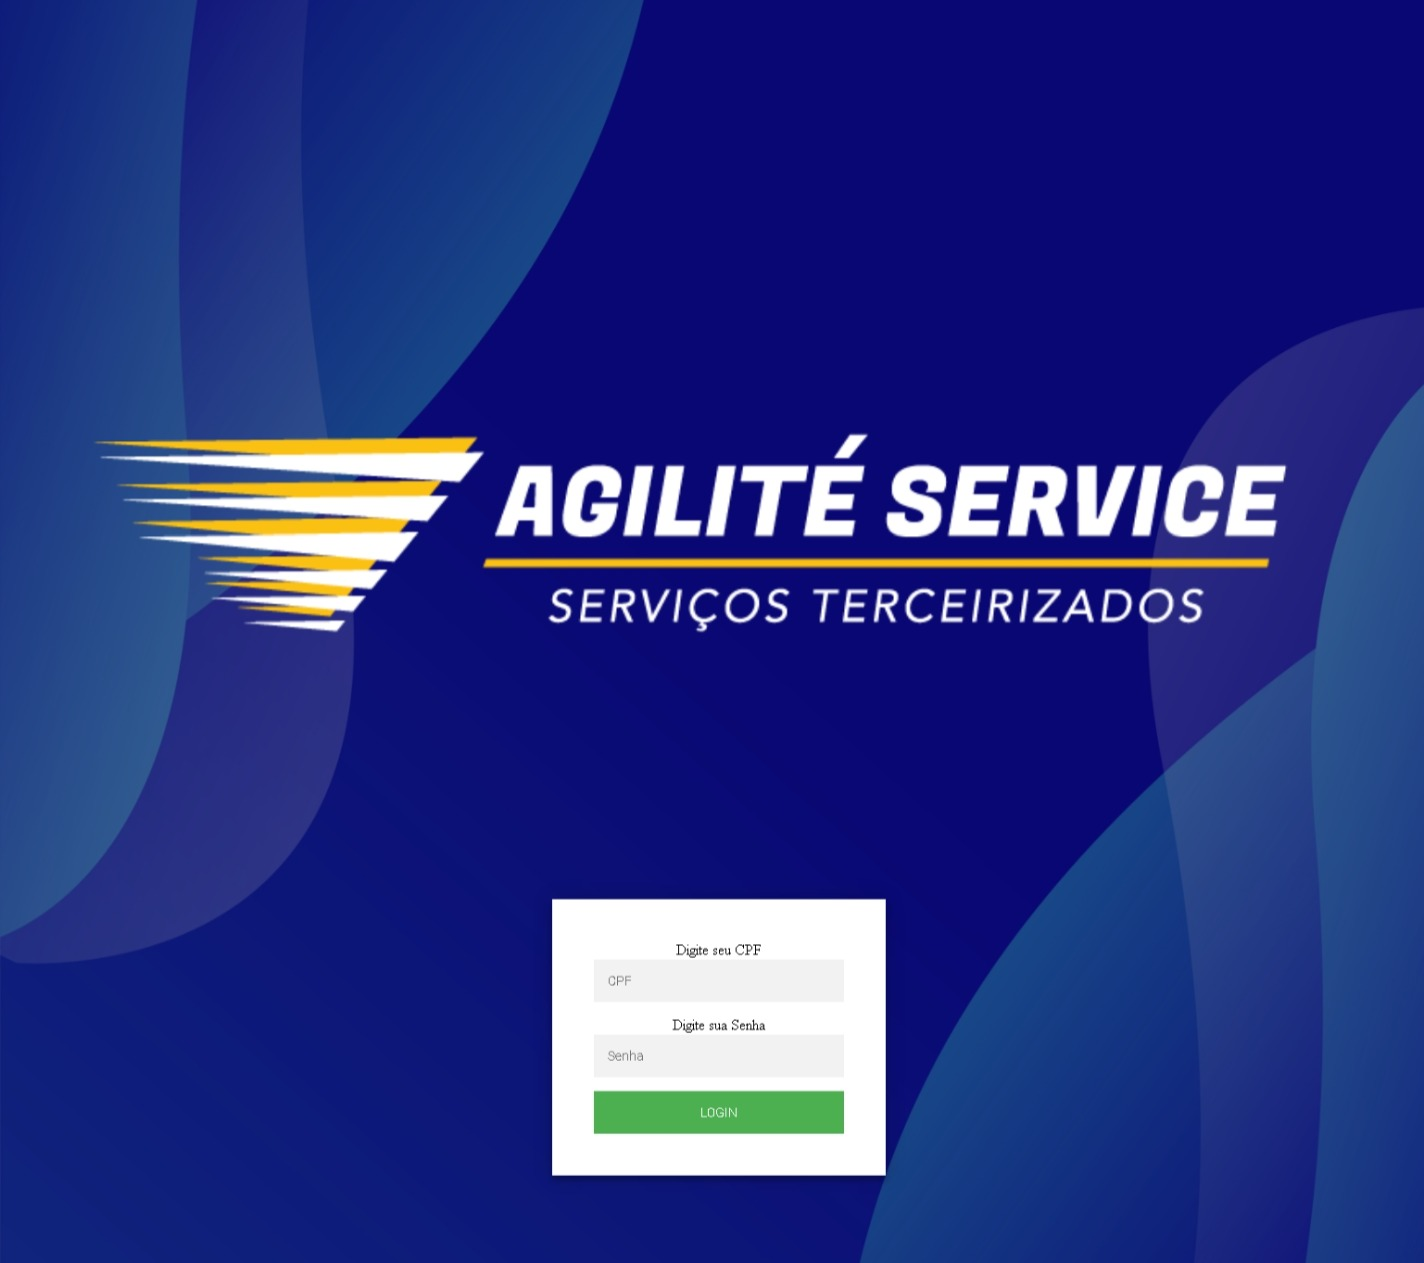 AGILITÉ SERVICE
SERVIÇOS TERCEIRIZADOS
Digite seu CPF
CPF
Digite sua Senha
Senha
LOGIN